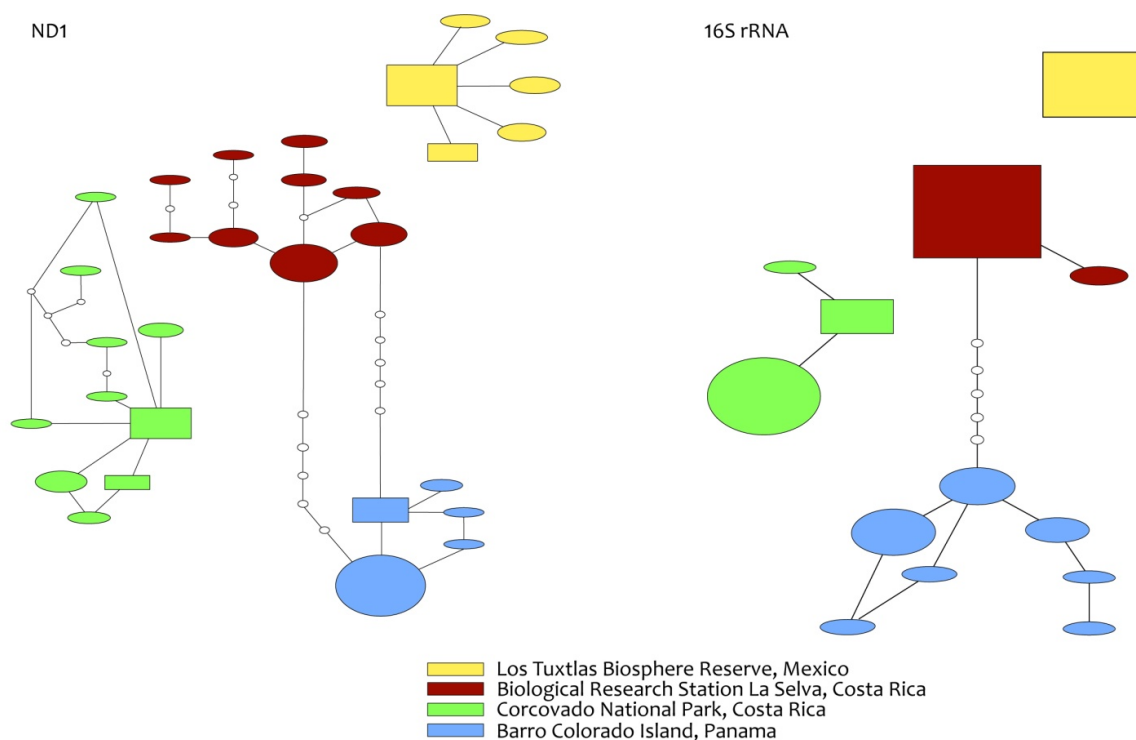 ND1
16S rRNA
Los Tuxtlas Biosphere Reserve, Mexico
Biological Research Station La Selva, Costa Rica
Corcovado National Park, Costa Rica
Barro Colorado Island, Panama